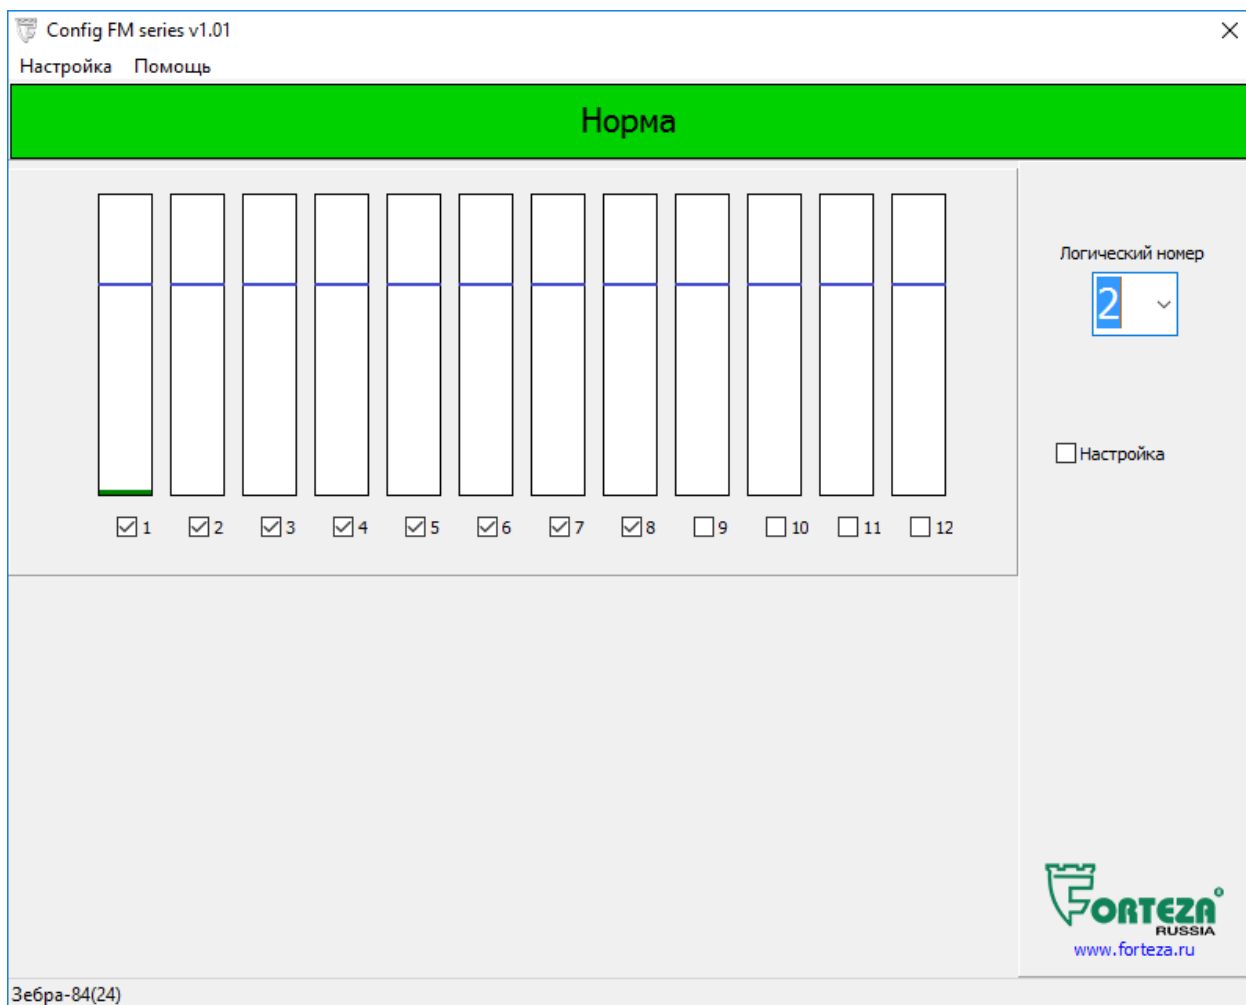 Config FM series v1.01
Настройка Помощь
Норма
Логический номер
2
Настройка
1 2 3 4 5 6 7 8 9 10 11 12
FORTEZA®
RUSSIA
www.forteza.ru
Зебра-84(24)